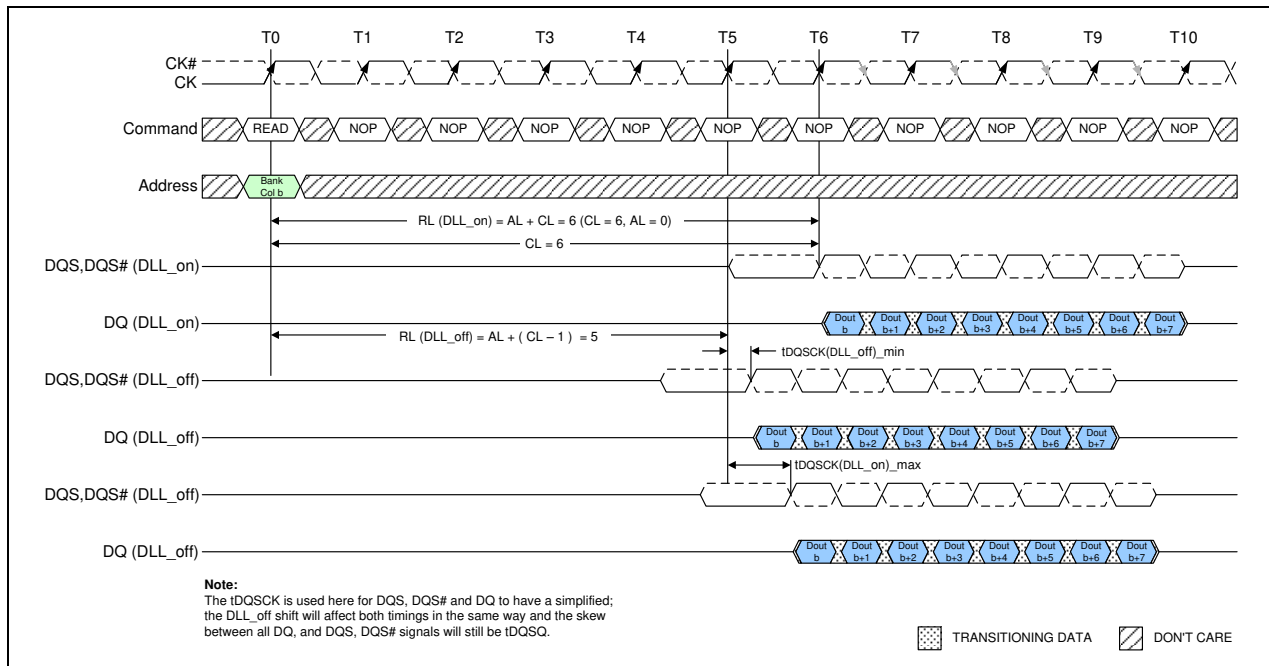 T0 T1 T2 T3 T4 T5 T6 T7 T8 T9 T10
CK#
CK
Command READ NOP NOP NOP NOP NOP NOP NOP NOP NOP NOP
Address Bank
Col b
RL (DLL_on) = AL + CL = 6 (CL = 6, AL = 0)
CL = 6
DQS,DQS# (DLL_on)
DQ (DLL_on) Dout b Dout b+1 Dout b+2 Dout b+3 Dout b+4 Dout b+5 Dout b+6 Dout b+7
RL (DLL_off) = AL + ( CL – 1 ) = 5
tDQSCK(DLL_off)_min
DQS,DQS# (DLL_off)
DQ (DLL_off) Dout b Dout b+1 Dout b+2 Dout b+3 Dout b+4 Dout b+5 Dout b+6 Dout b+7
tDQSCK(DLL_on)_max
DQS,DQS# (DLL_off)
DQ (DLL_off) Dout b Dout b+1 Dout b+2 Dout b+3 Dout b+4 Dout b+5 Dout b+6 Dout b+7
Note:
The tDQSCK is used here for DQS, DQS# and DQ to have a simplified;
the DLL_off shift will affect both timings in the same way and the skew
between all DQ, and DQS, DQS# signals will still be tDQSQ.
TRANSITIONING DATA DON'T CARE